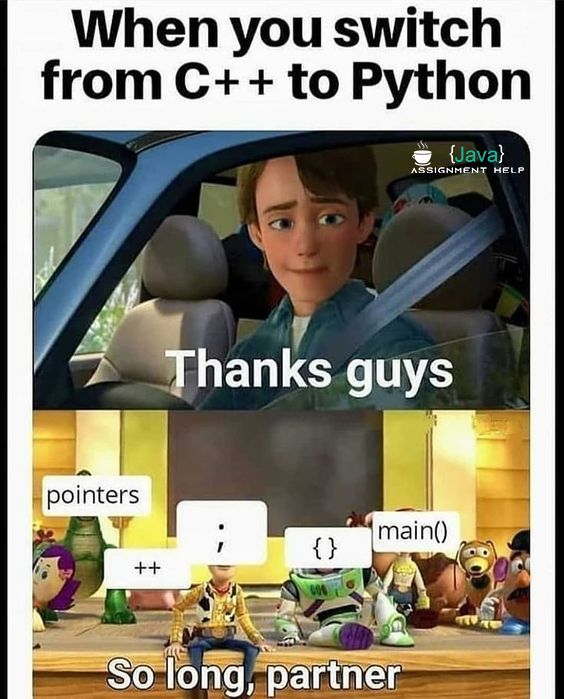 When you switch
from C++ to Python
{Java}
ASSIGNMENT HELP
Thanks guys
pointers
;
main()
{}
++
So long, partner